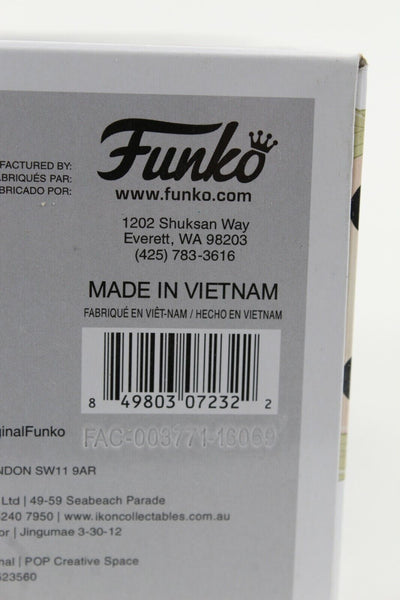 Funko
FACTURED BY:
ABRIQUÉS PAR:
BRICADO POR:
www.funko.com
1202 Shuksan Way
Everett, WA 98203
(425) 783-3616
MADE IN VIETNAM
FABRIQUÉ EN VIÊT-NAM / HECHO EN VIETNAM
8 49803 07232 2
ginalFunko
FAC-003771-16069
NDON SW11 9AR
Ltd | 49-59 Seabeach Parade
240 7950 | www.ikoncollectables.com.au
or | Jingumae 3-30-12
nal | POP Creative Space
623560